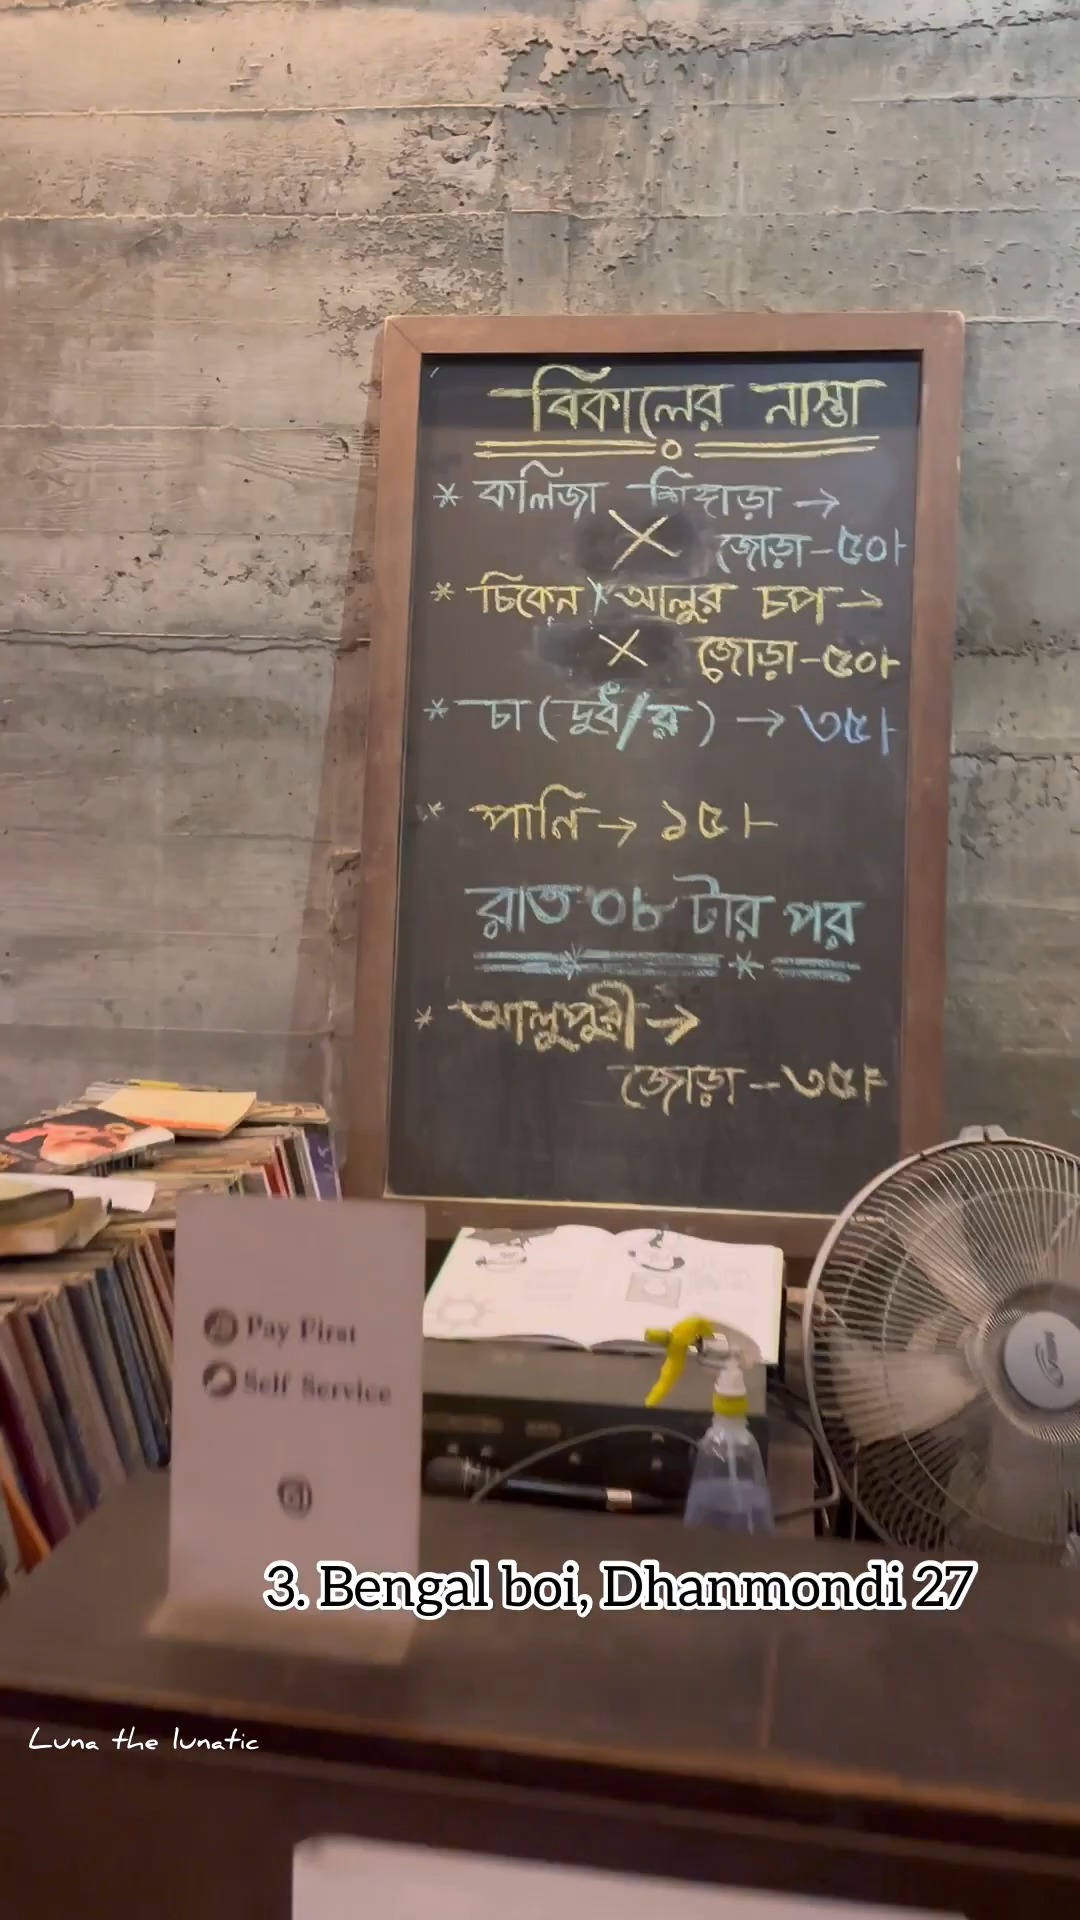 বিকালের নাস্তা
* কলিজা শিঙ্গাড়া →
জোড়া-৫০৳
* চিকেন আলুর চপ →
জোড়া-৫০৳
* চা (দুধ/র) → ৩৫৳
* পানি → ১৫৳
রাত ০৮ টার পর
* আলুপুরী →
জোড়া-৩৫৳
Pay First
Self Service
3. Bengal boi, Dhanmondi 27
Luna the lunatic